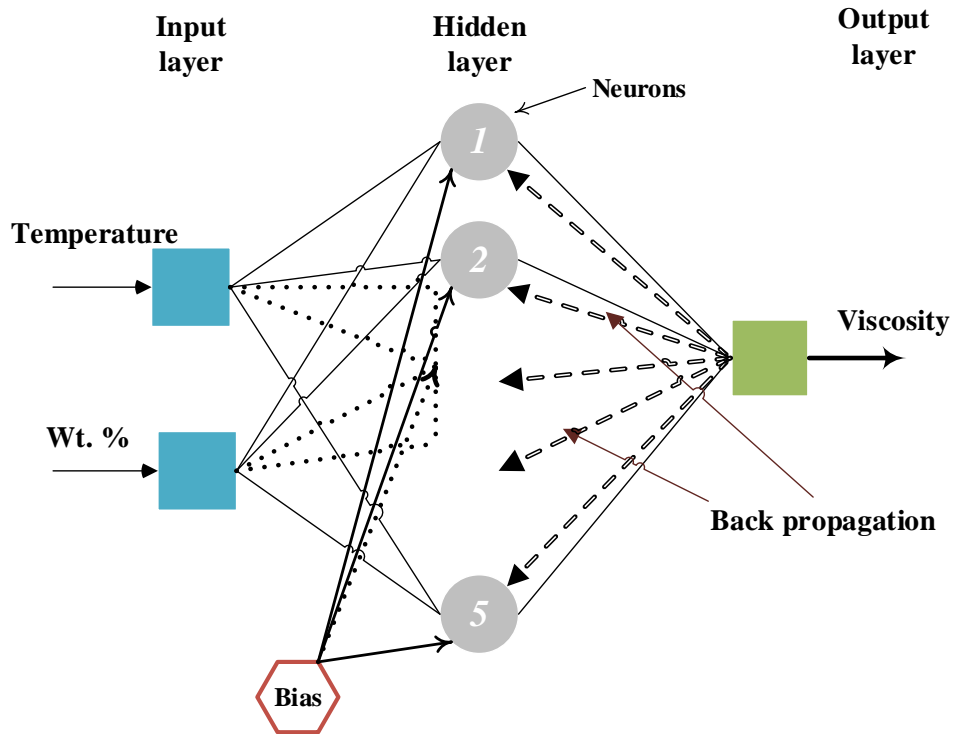 Input
layer
Hidden
layer
Output
layer
Neurons
1
Temperature
2
Viscosity
Wt. %
Back propagation
5
Bias